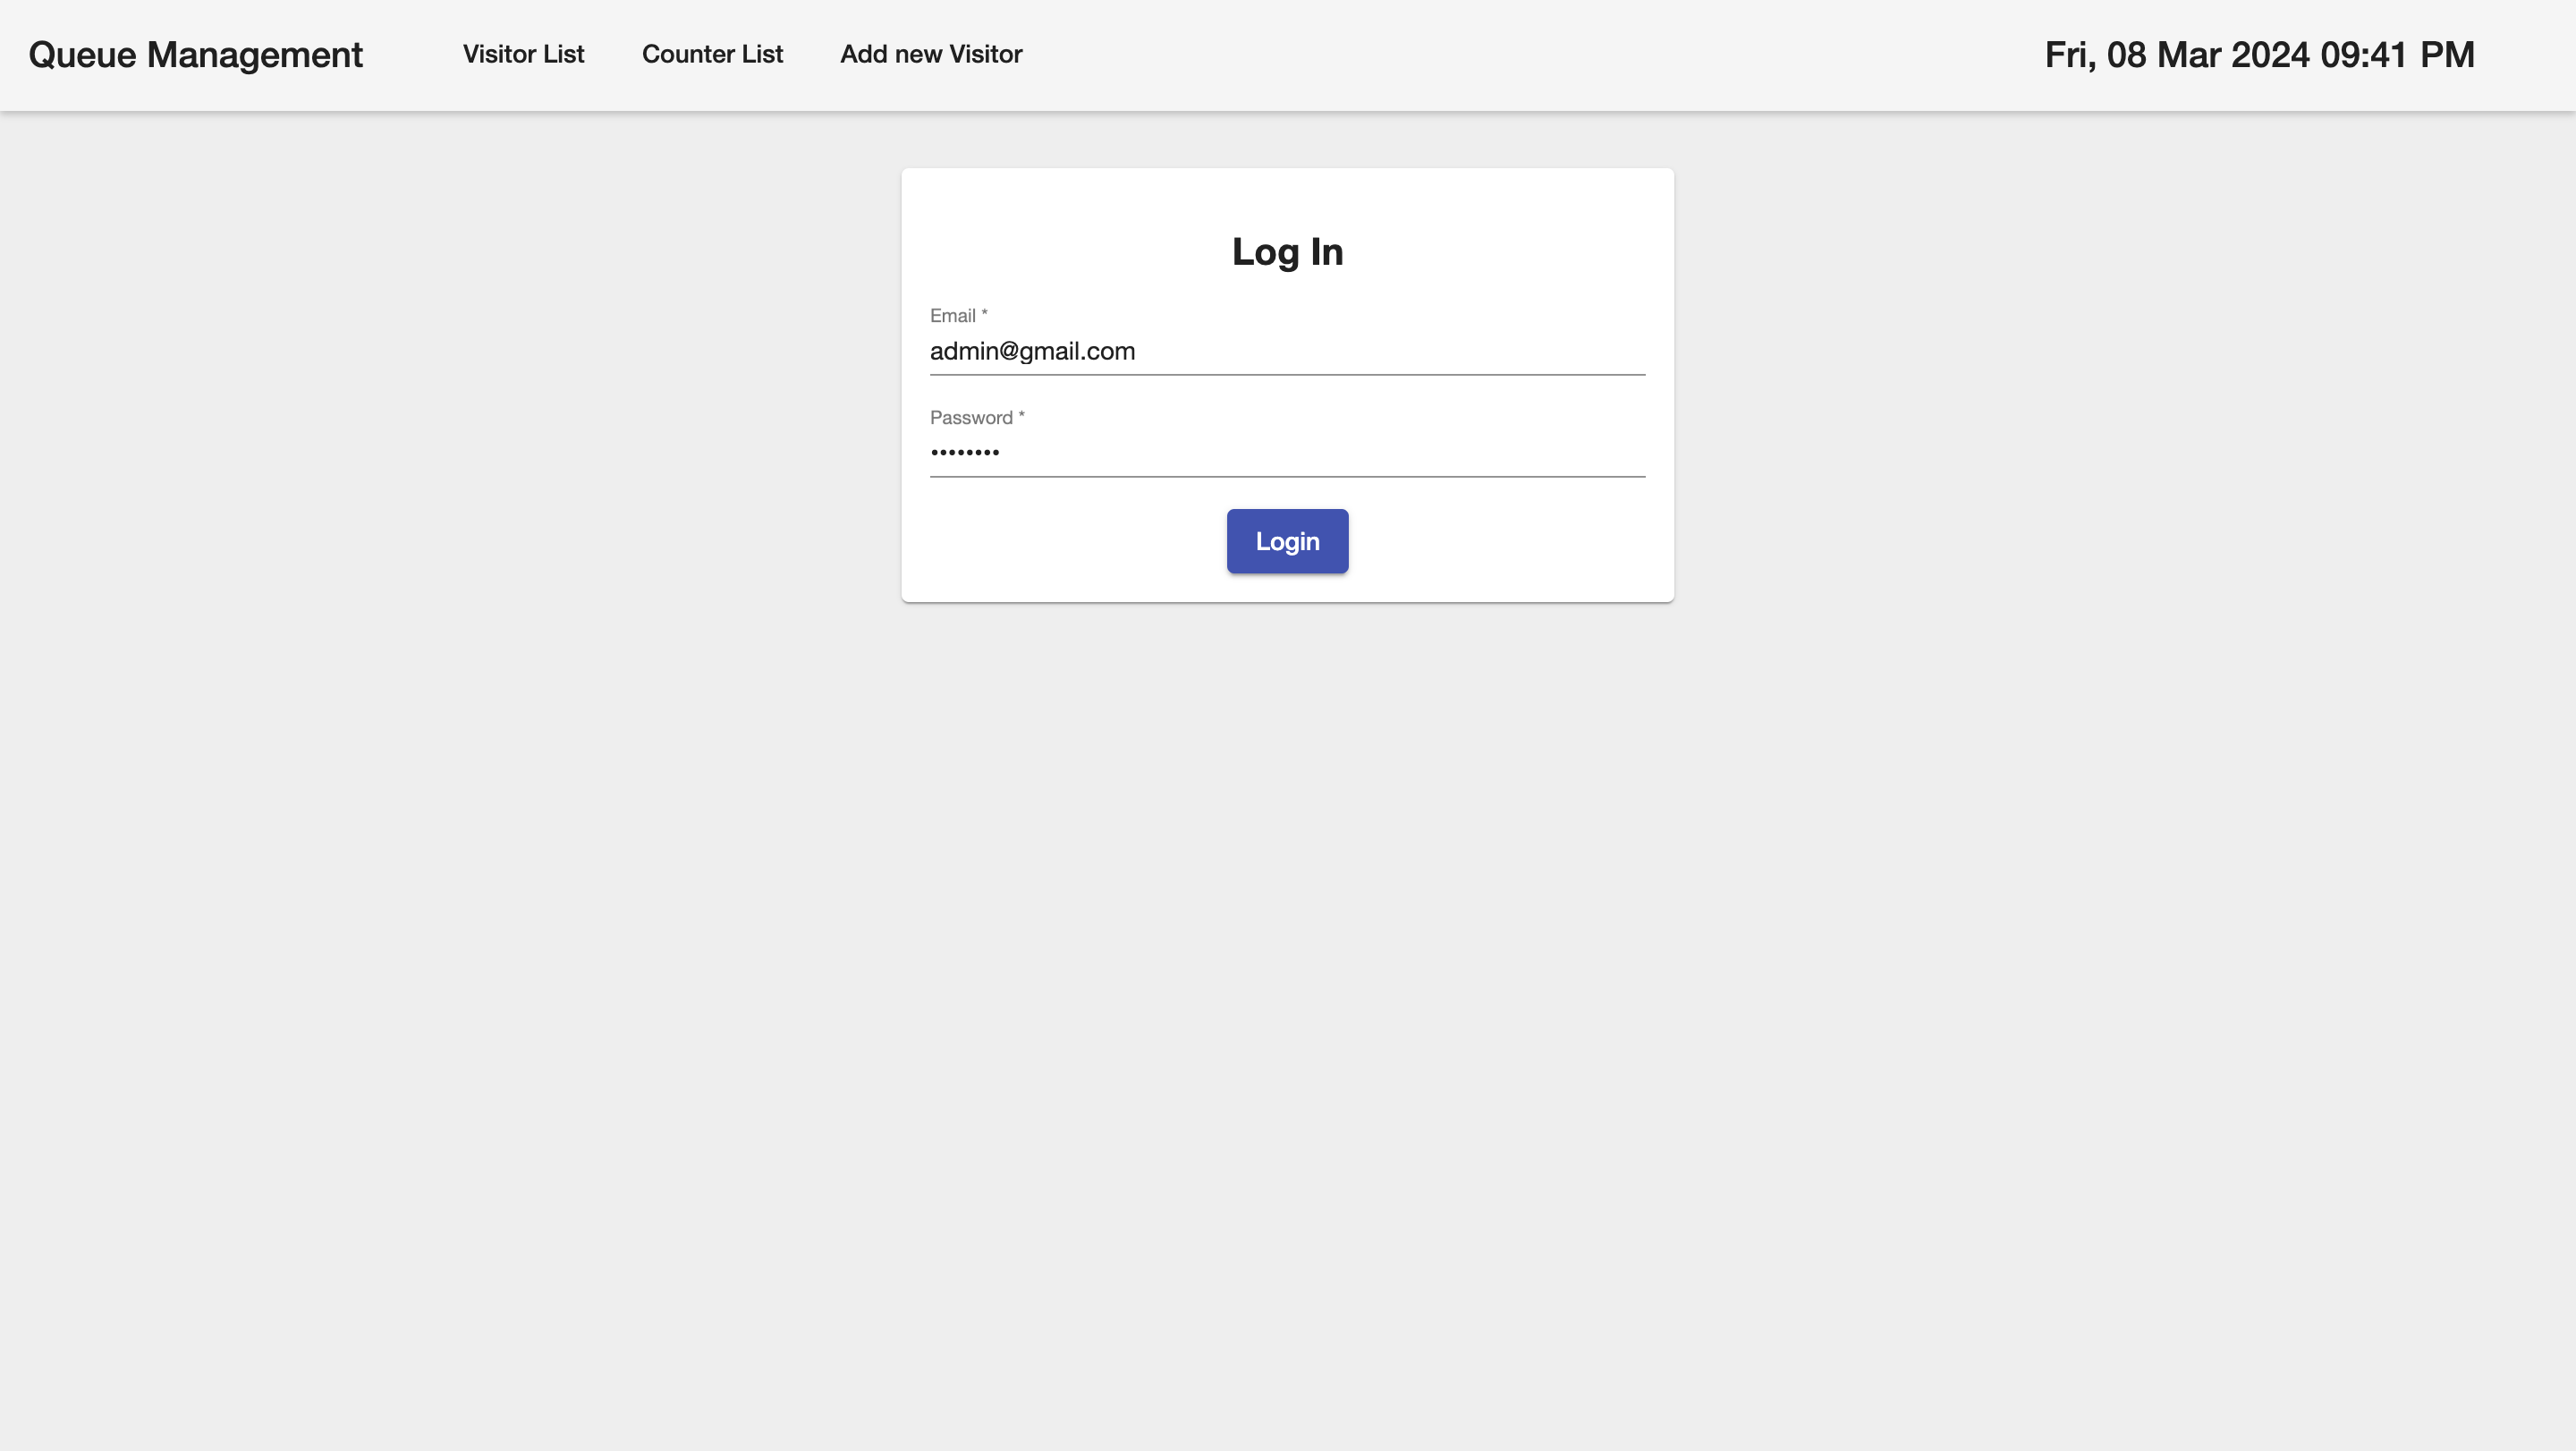 Queue Management
Visitor List
Counter List
Add new Visitor
Fri, 08 Mar 2024 09:41 PM
Log In
Email *
admin@gmail.com
Password *
••••••••
Login